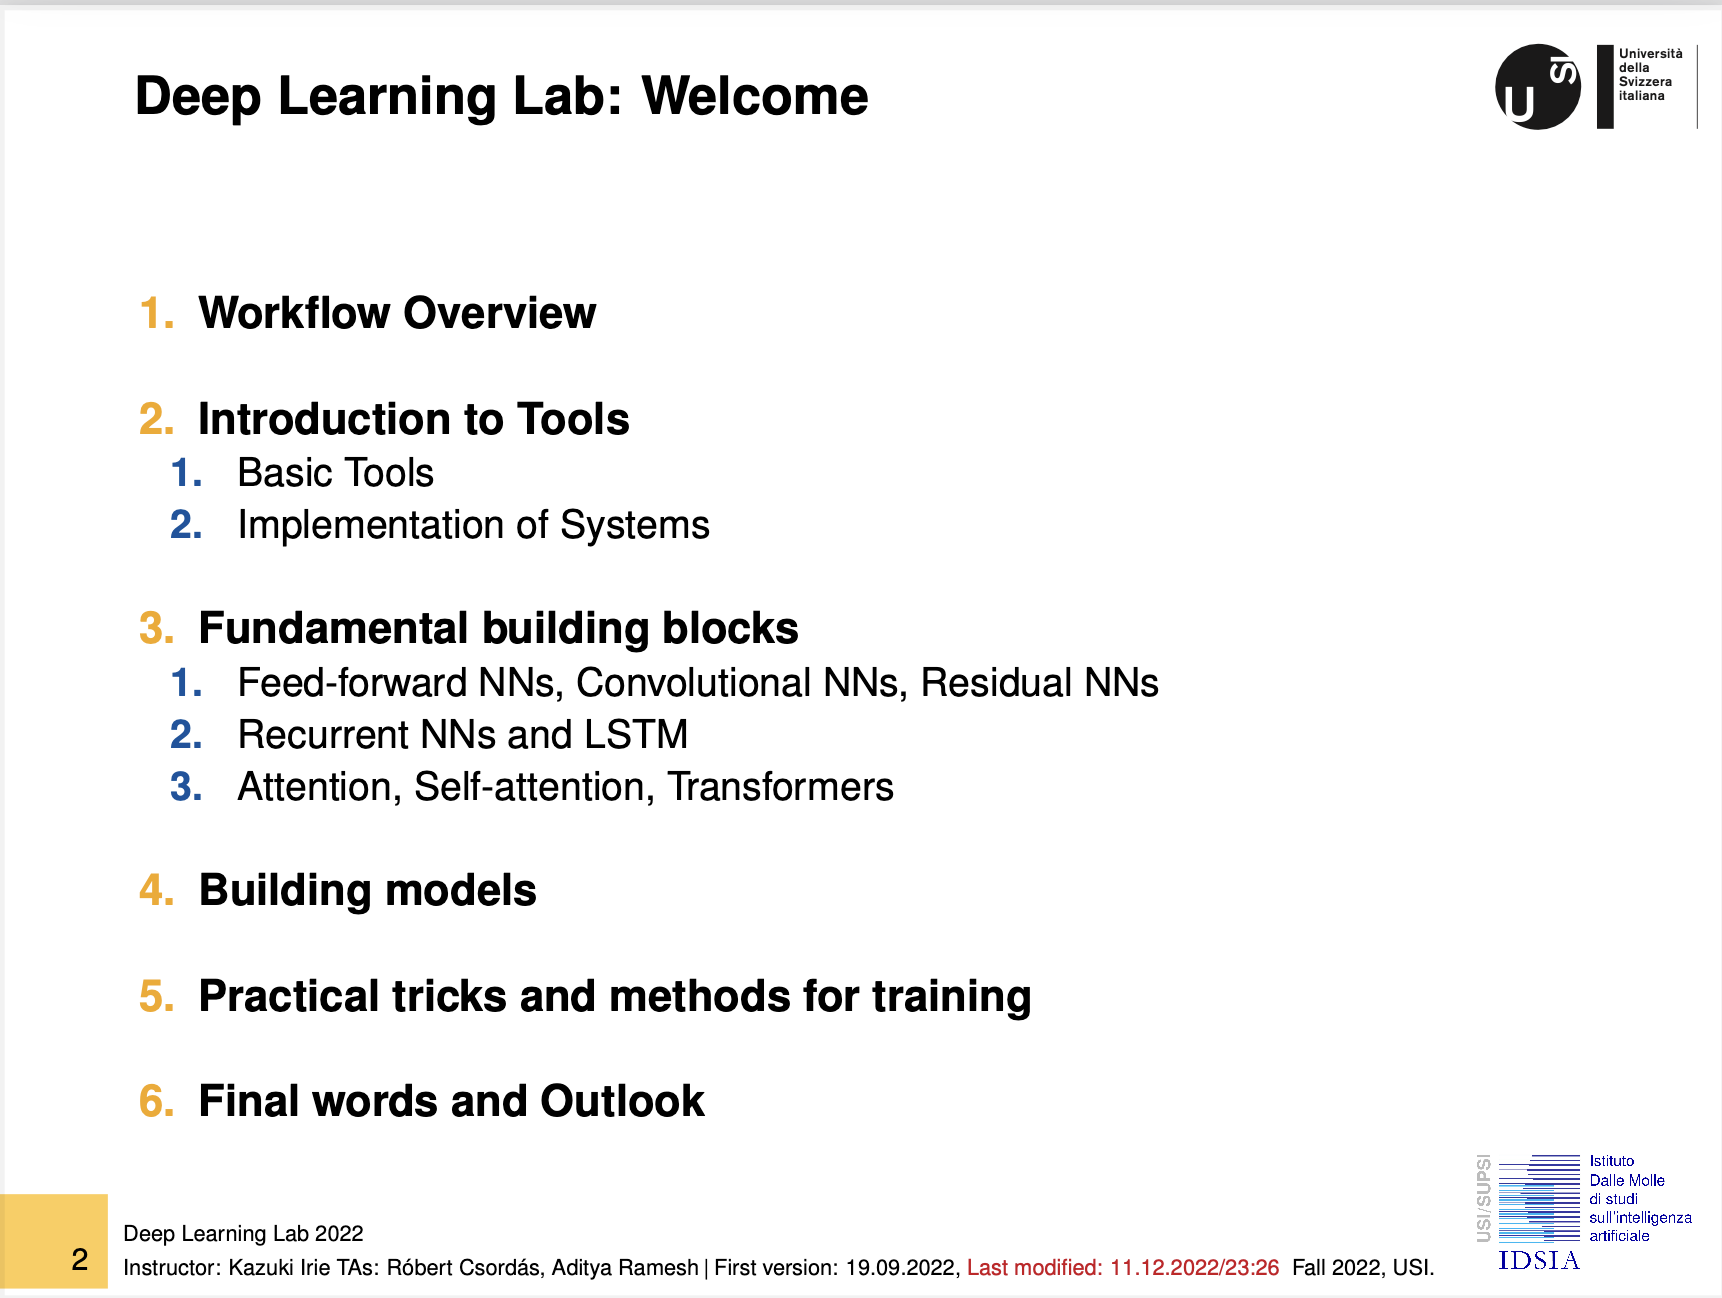 Deep Learning Lab: Welcome
USI
Università
della
Svizzera
italiana
1. Workflow Overview
2. Introduction to Tools
1. Basic Tools
2. Implementation of Systems
3. Fundamental building blocks
1. Feed-forward NNs, Convolutional NNs, Residual NNs
2. Recurrent NNs and LSTM
3. Attention, Self-attention, Transformers
4. Building models
5. Practical tricks and methods for training
6. Final words and Outlook
2
Deep Learning Lab 2022
Instructor: Kazuki Irie TAs: Róbert Csordás, Aditya Ramesh | First version: 19.09.2022, Last modified: 11.12.2022/23:26 Fall 2022, USI.
USI/SUPSI
Istituto
Dalle Molle
di studi
sull'intelligenza
artificiale
IDSIA